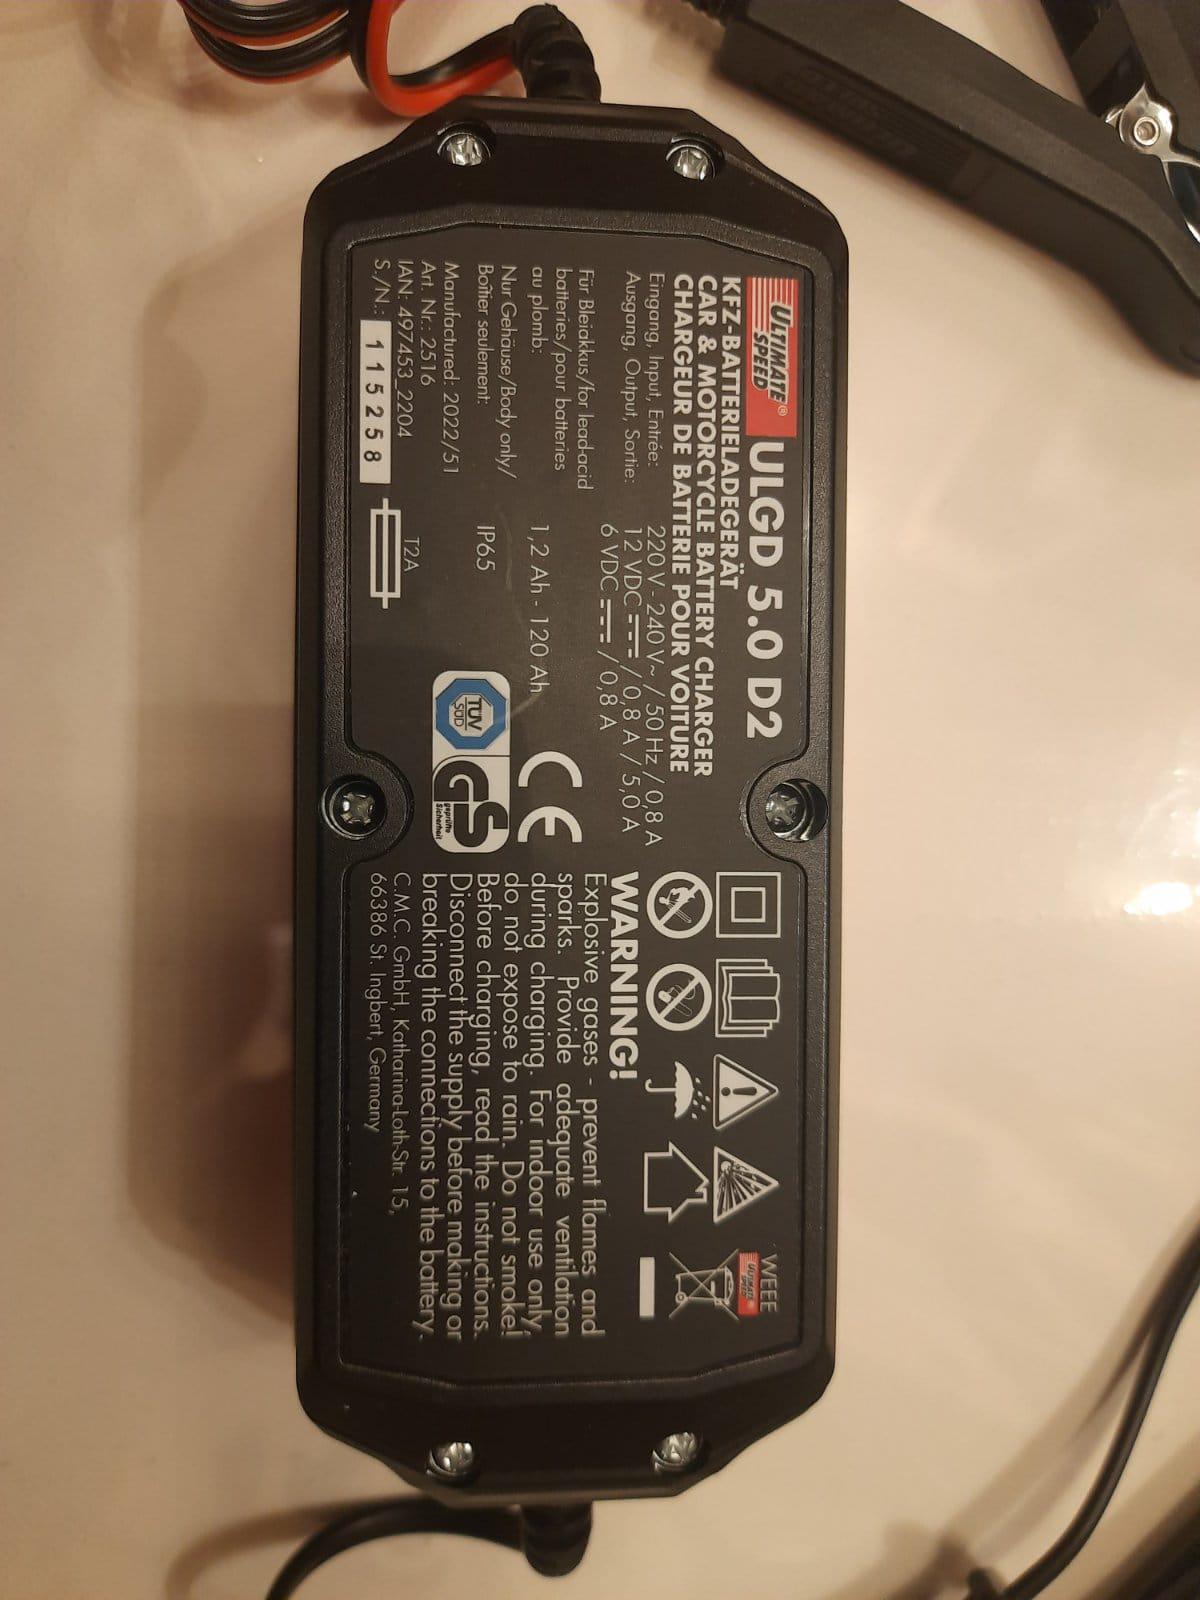 ULTIMATE SPEED® ULGD 5.0 D2
KFZ-BATTERIELADEGERÄT
CAR & MOTORCYCLE BATTERY CHARGER
CHARGEUR DE BATTERIE POUR VOITURE
Eingang, Input, Entrée: 220 V - 240 V~ / 50 Hz / 0,8 A
Ausgang, Output, Sortie: 12 VDC ⎓ / 0,8 A / 5,0 A
6 VDC ⎓ / 0,8 A
Für Bleiakkus/for lead-acid
batteries/pour batteries
au plomb: 1,2 Ah - 120 Ah
Nur Gehäuse/Body only/
Boîtier seulement: IP65
Manufactured: 2022/51
Art. Nr.: 2516
IAN: 497453_2204
S./N.: 115258
T2A
CE
TÜV
SÜD
GS
geprüfte
Sicherheit
WEEE
ULTIMATE SPEED
WARNING!
Explosive gases - prevent flames and
sparks. Provide adequate ventilation
during charging. For indoor use only,
do not expose to rain. Do not smoke!
Before charging, read the instructions.
Disconnect the supply before making or
breaking the connections to the battery.
C.M.C. GmbH, Katharina-Loth-Str. 15,
66386 St. Ingbert, Germany